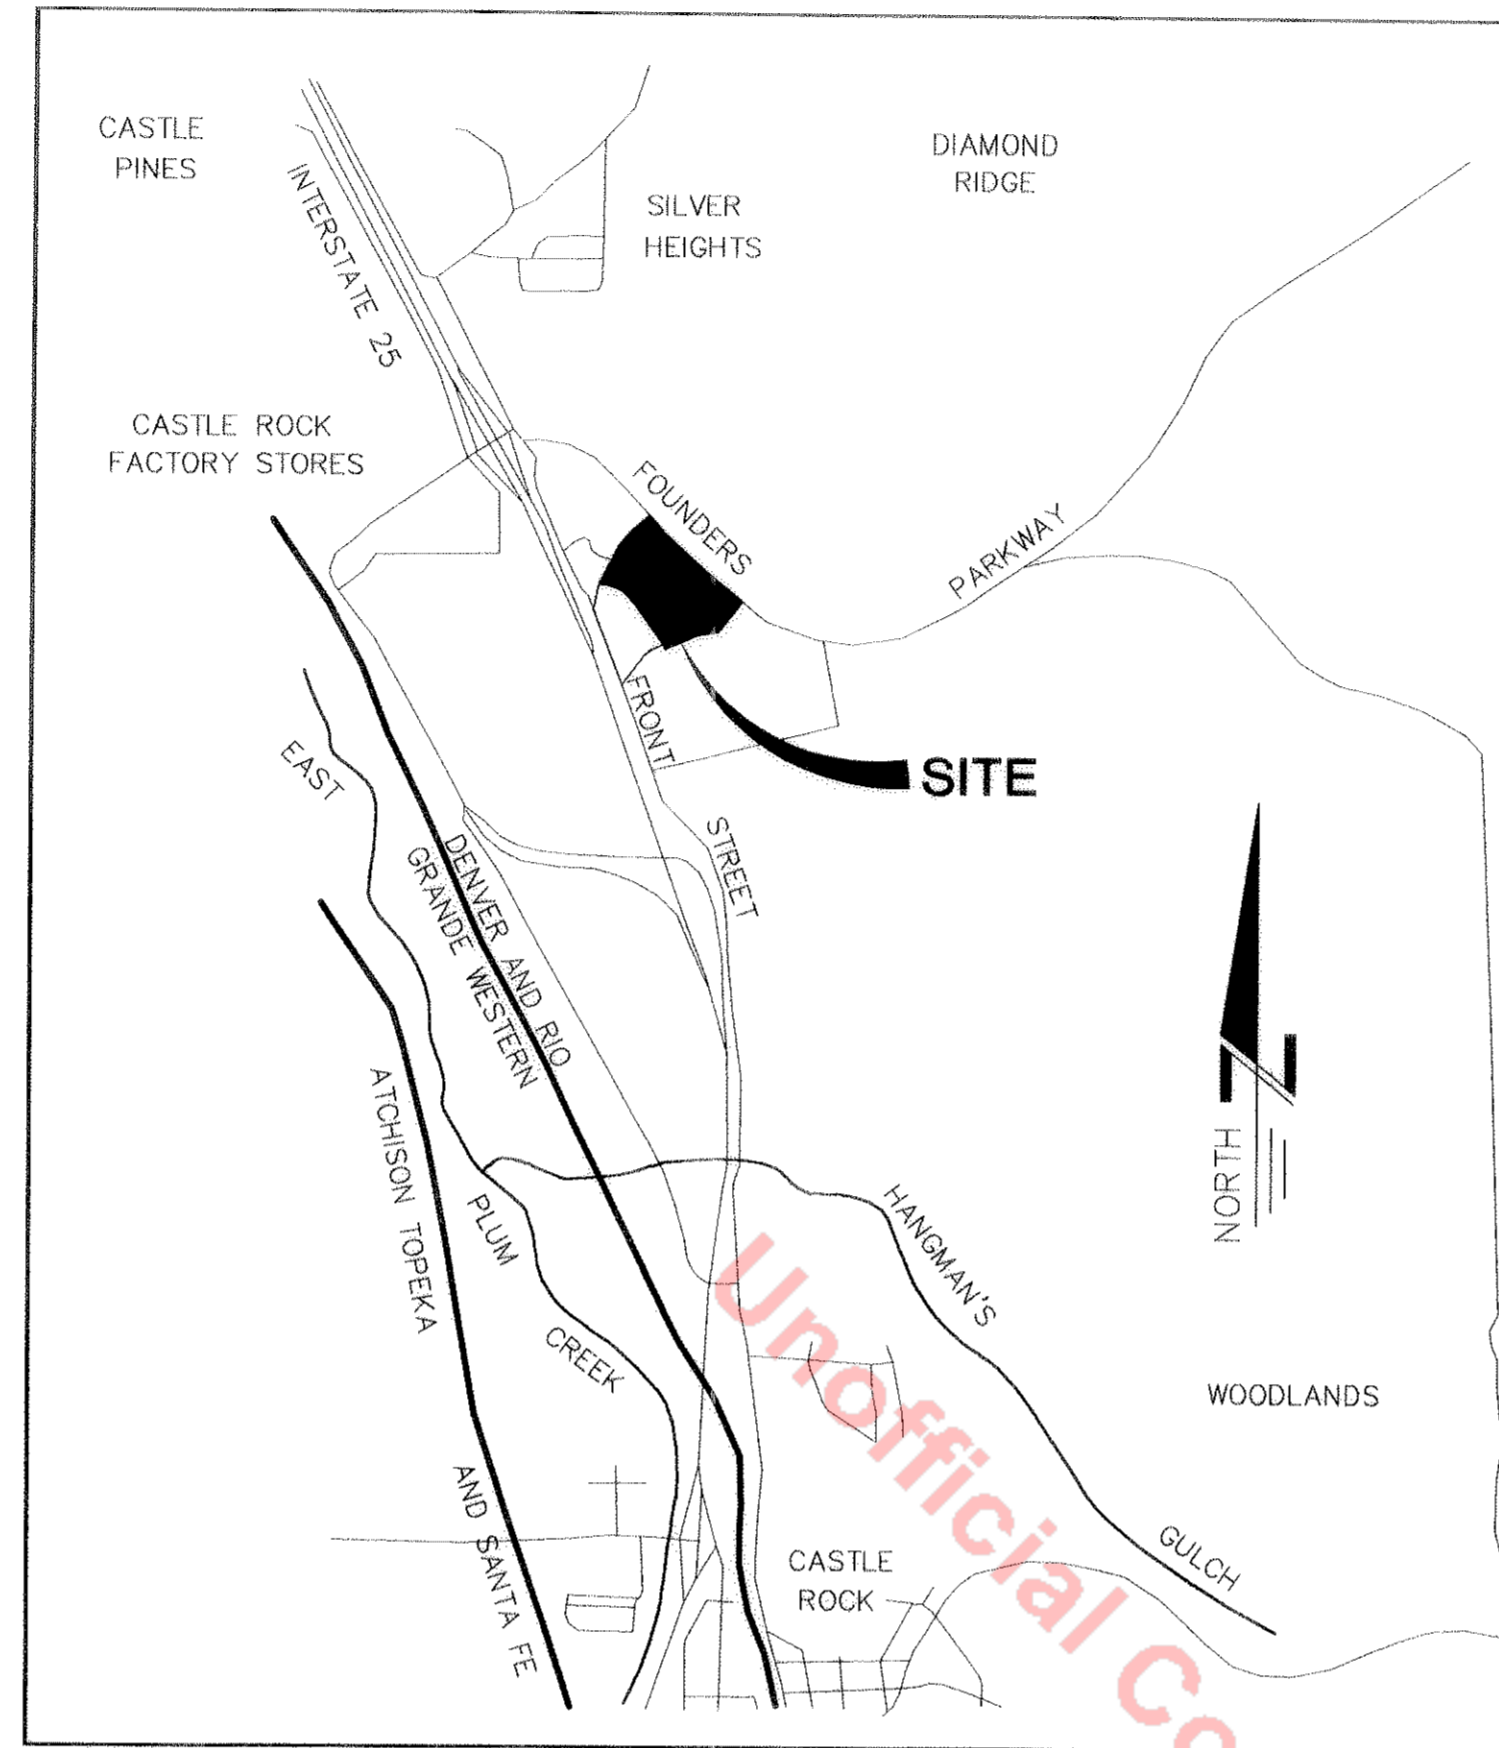 CASTLE
PINES
DIAMOND
RIDGE
SILVER
HEIGHTS
INTERSTATE 25
CASTLE ROCK
FACTORY STORES
FOUNDERS
PARKWAY
FRONT
STREET
SITE
EAST
PLUM
CREEK
DENVER AND RIO
GRANDE WESTERN
ATCHISON TOPEKA
AND SANTA FE
N
NORTH
HANGMAN'S
GULCH
WOODLANDS
CASTLE
ROCK
Unofficial Co